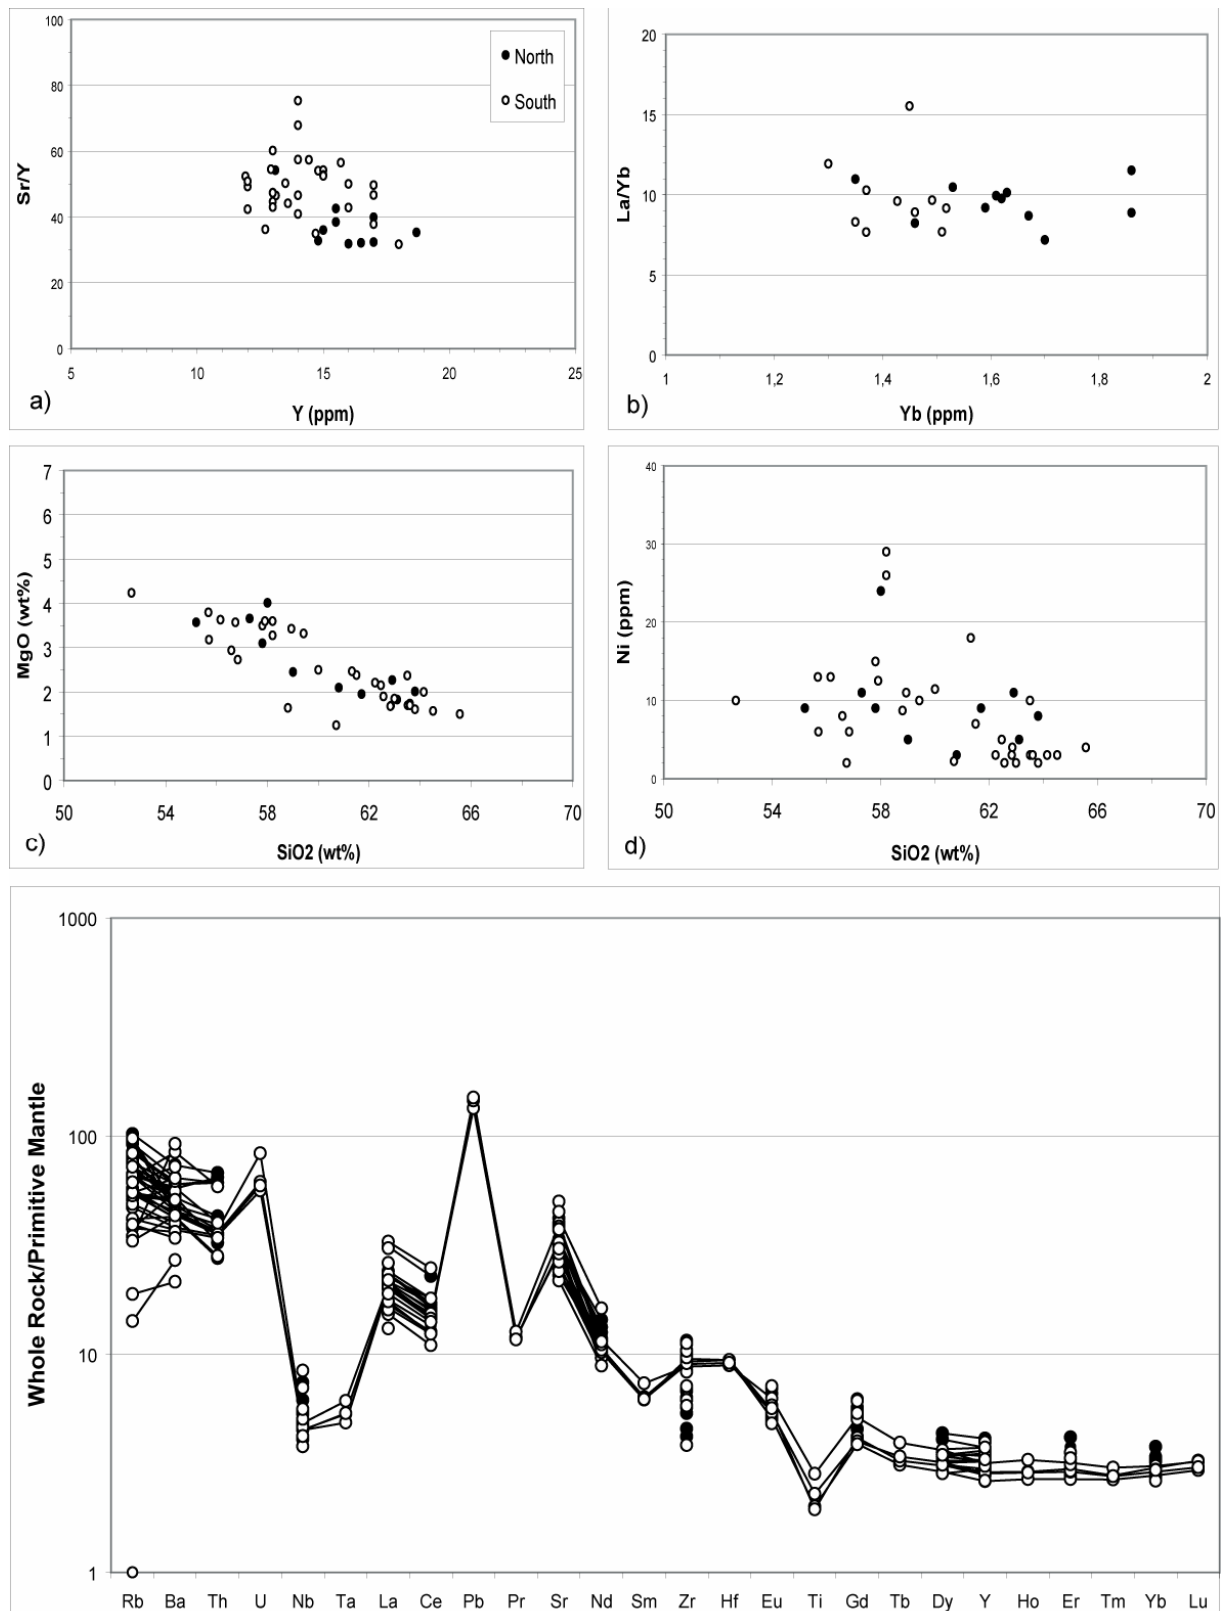 100
80
60
40
20
0
Sr/Y
North
South
5 10 15 20 25
a)
Y (ppm)
20
15
10
5
0
La/Yb
1 1,2 1,4 1,6 1,8 2
b)
Yb (ppm)
7
6
5
4
3
2
1
0
MgO (wt%)
50 54 58 62 66 70
c)
SiO2 (wt%)
40
30
20
10
0
Ni (ppm)
50 54 58 62 66 70
d)
SiO2 (wt%)
1000
100
10
1
Whole Rock/Primitive Mantle
Rb Ba Th U Nb Ta La Ce Pb Pr Sr Nd Sm Zr Hf Eu Ti Gd Tb Dy Y Ho Er Tm Yb Lu